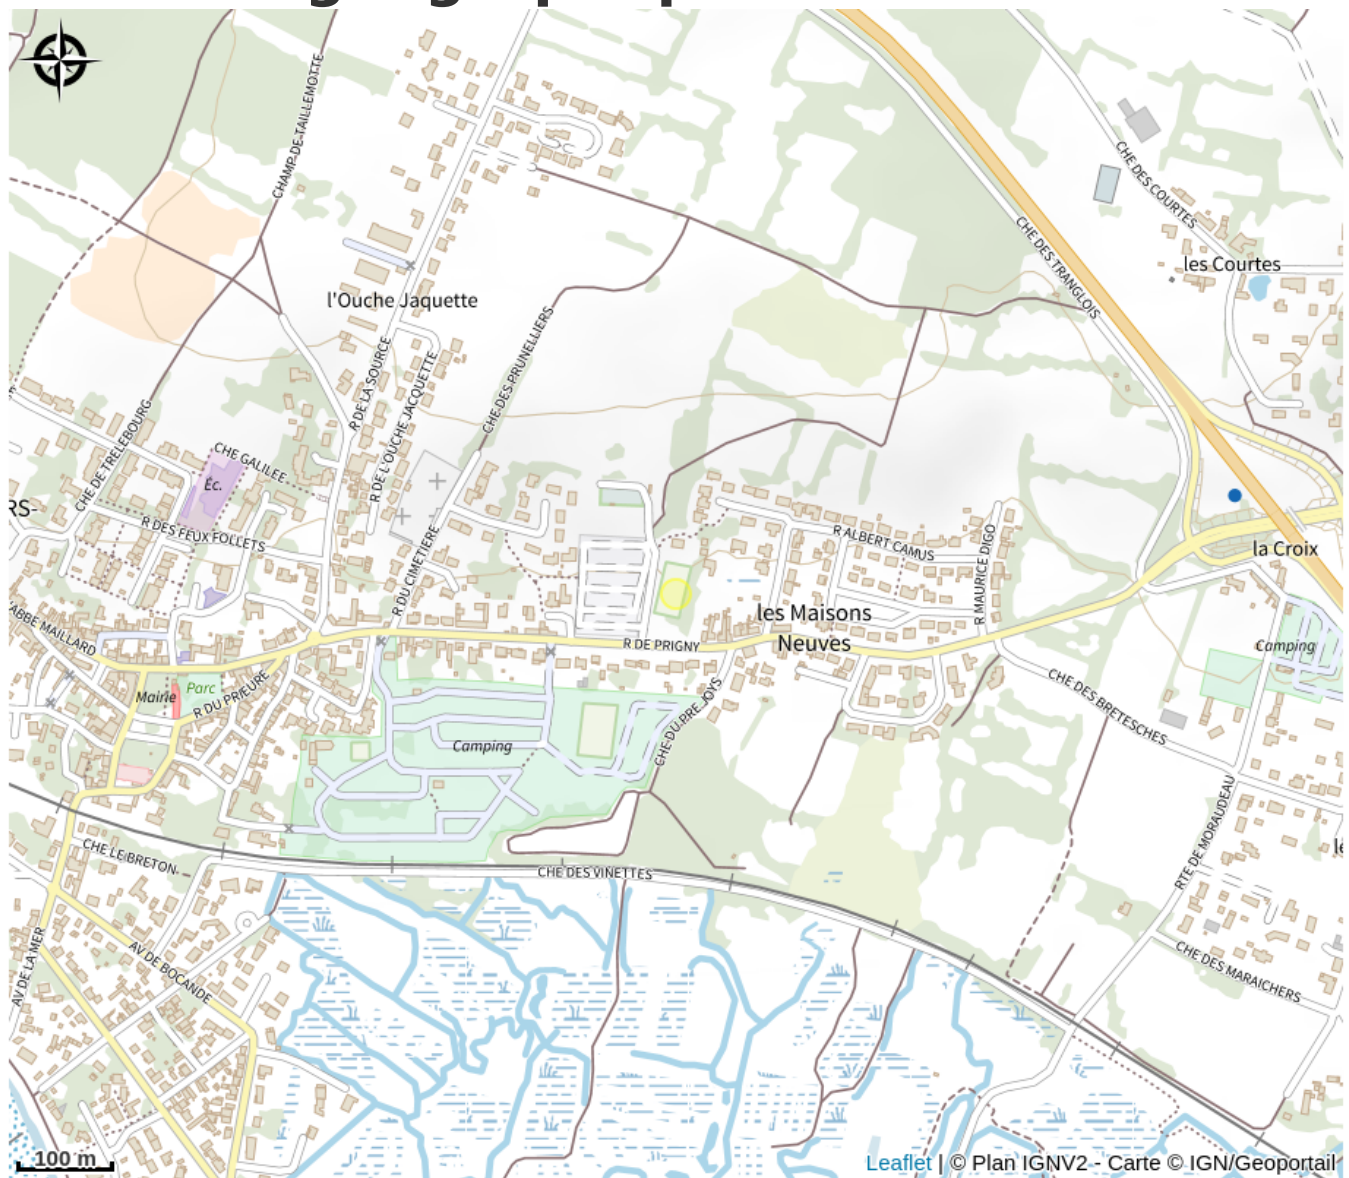 CHAMP-DE-TAILLEMOTTE
CHE DES COURTES
les Courtes
CHE DES TRANGLOIS
l'Ouche Jaquette
R DE LA SOURCE
CHE-DES-PRUNELLIERS
R DE L'OUCHE JACQUETTE
CHE-DE-TRELEBOURG
CHE GALILEE
Éc.
RS-
R DES FEUX FOLLETS
R DU CIMETIERE
R ALBERT CAMUS
R MAURICE DIGO
la Croix
ABBE MAILLARD
les Maisons
Neuves
R DE PRIGNY
Camping
Mairie
Parc
R DU PRIEURE
CHE-DU-PRE JOYS
CHE DES BRETESCHES
Camping
RTE DE MORAUDEAU
CHE LE BRETON-
CHE DES VINETTES
AV DE LA MER
AV DE BOCANDE
CHE DES MARAICHERS
100 m
Leaflet | © Plan IGNV2 - Carte © IGN/Geoportail